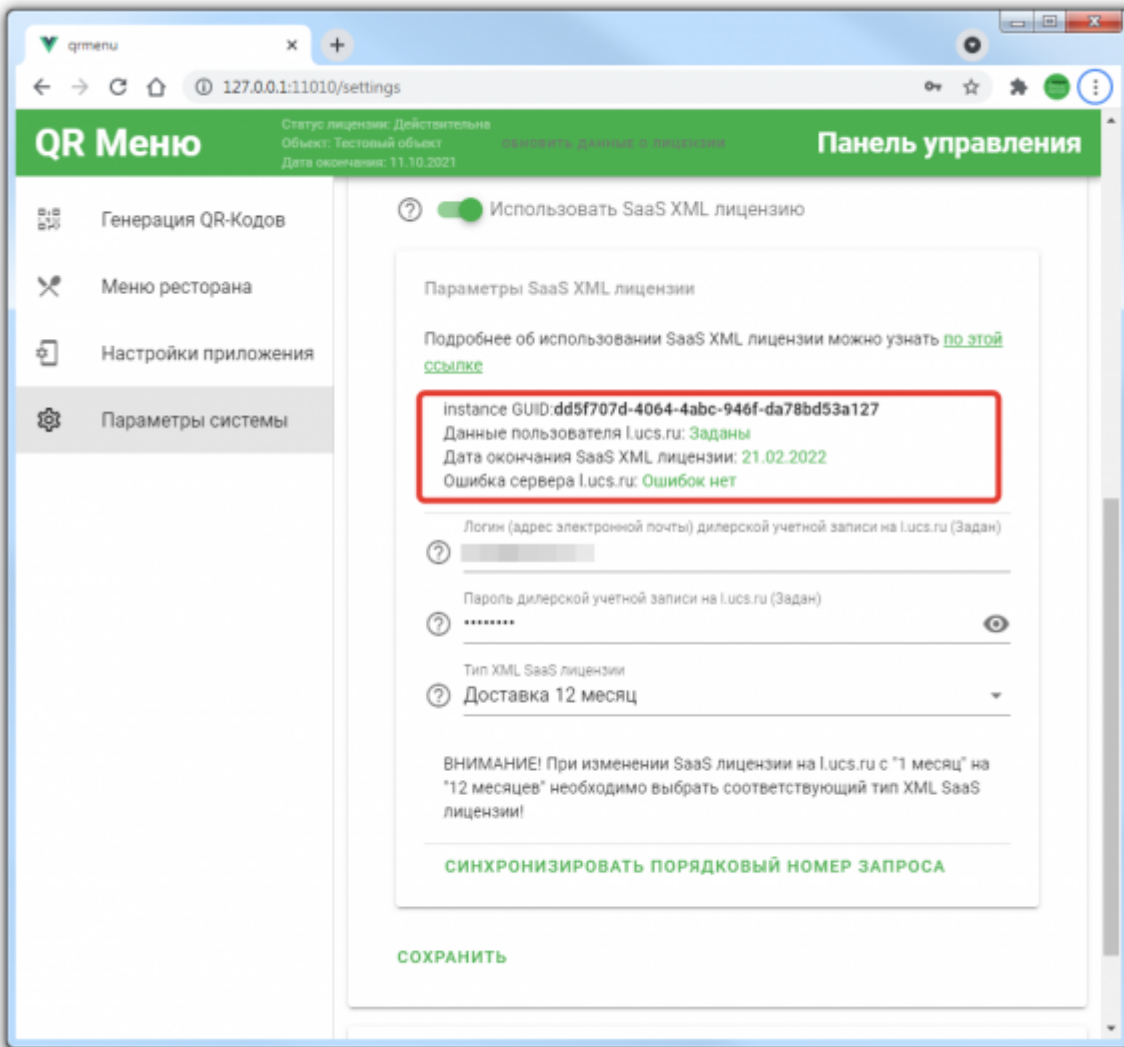 qrmenu
127.0.0.1:11010/settings
QR Меню
Статус лицензии: Действительна
Объект: Тестовый объект
Дата окончания: 11.10.2021
ОБНОВИТЬ ДАННЫЕ О ЛИЦЕНЗИИ
Панель управления
Генерация QR-Кодов
Меню ресторана
Настройки приложения
Параметры системы
Использовать SaaS XML лицензию
Параметры SaaS XML лицензии
Подробнее об использовании SaaS XML лицензии можно узнать по этой
ссылке
instance GUID:dd5f707d-4064-4abc-946f-da78bd53a127
Данные пользователя l.ucs.ru: Заданы
Дата окончания SaaS XML лицензии: 21.02.2022
Ошибка сервера l.ucs.ru: Ошибок нет
Логин (адрес электронной почты) дилерской учетной записи на l.ucs.ru (Задан)
Пароль дилерской учетной записи на l.ucs.ru (Задан)
••••••••
Тип XML SaaS лицензии
Доставка 12 месяц
ВНИМАНИЕ! При изменении SaaS лицензии на l.ucs.ru с "1 месяц" на
"12 месяцев" необходимо выбрать соответствующий тип XML SaaS
лицензии!
СИНХРОНИЗИРОВАТЬ ПОРЯДКОВЫЙ НОМЕР ЗАПРОСА
СОХРАНИТЬ